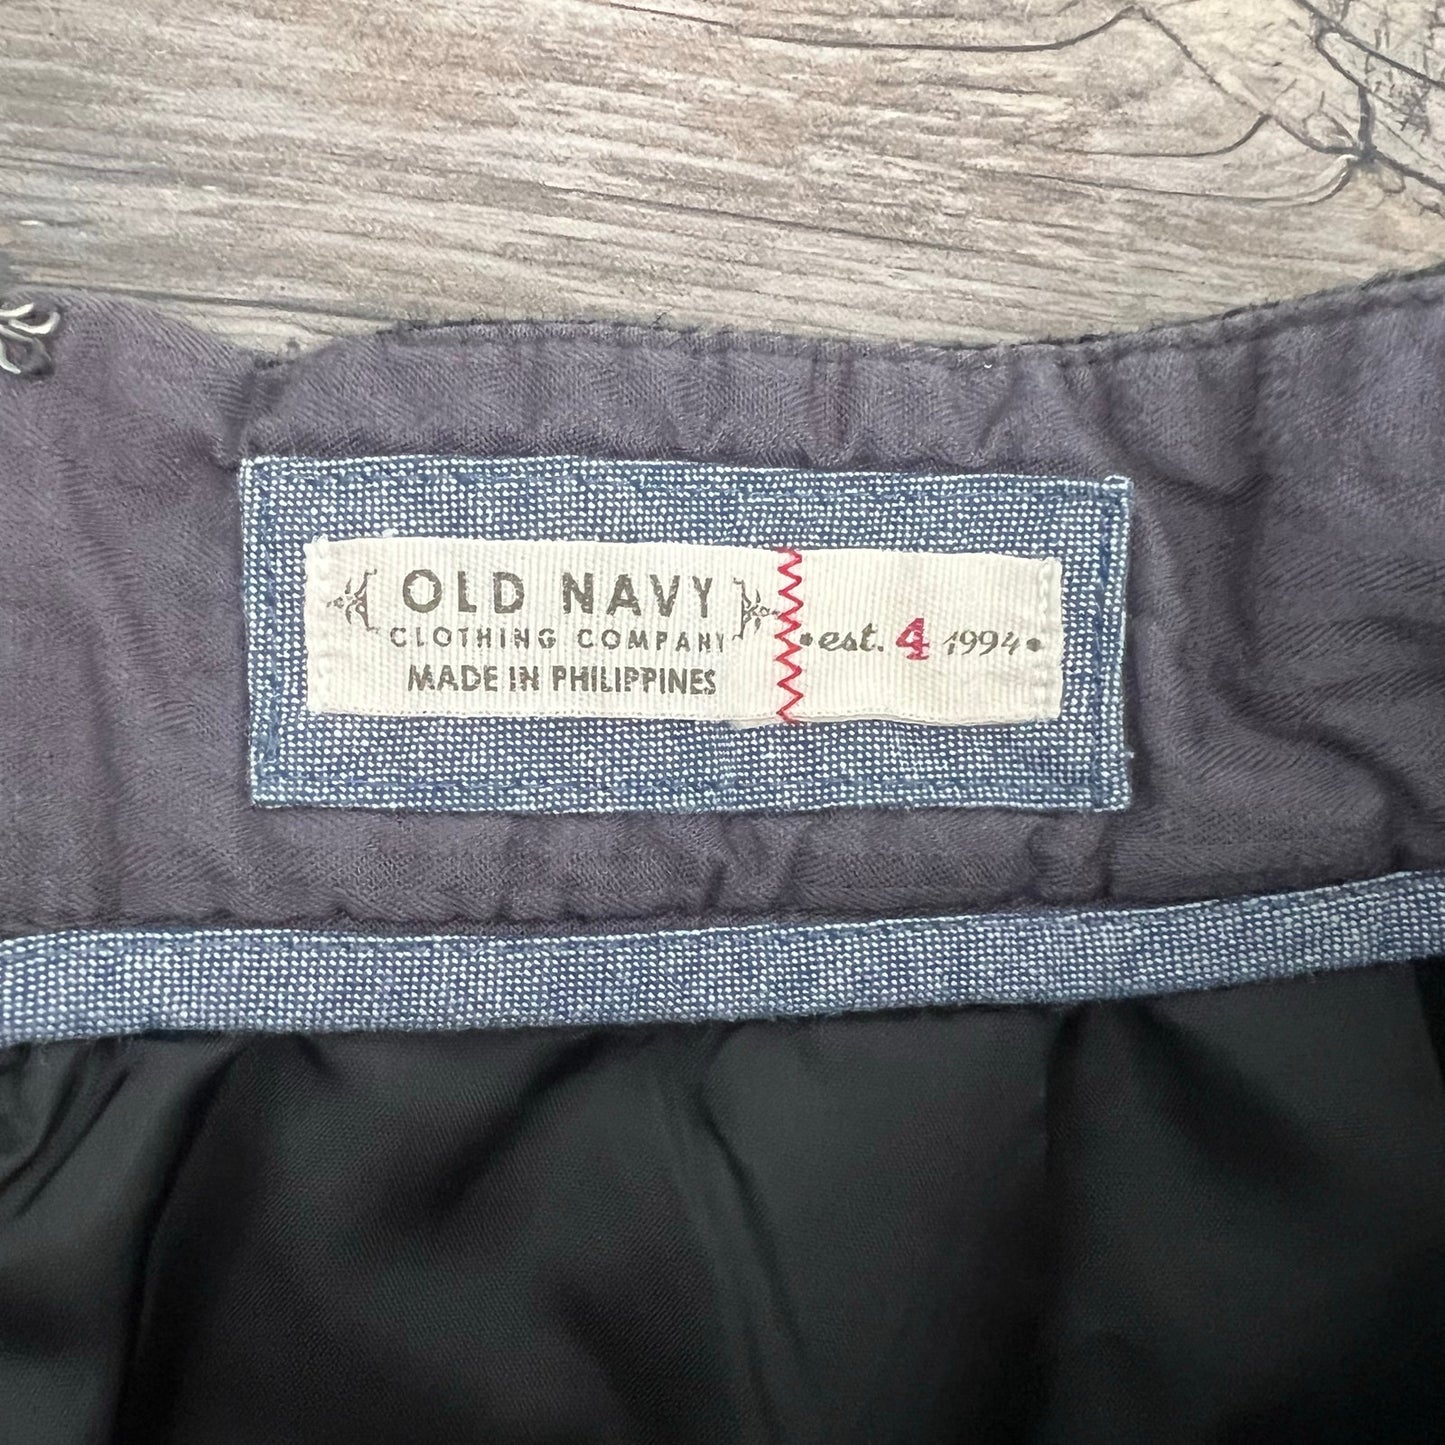 OLD NAVY
CLOTHING COMPANY
MADE IN PHILIPPINES
•est. 4 1994•